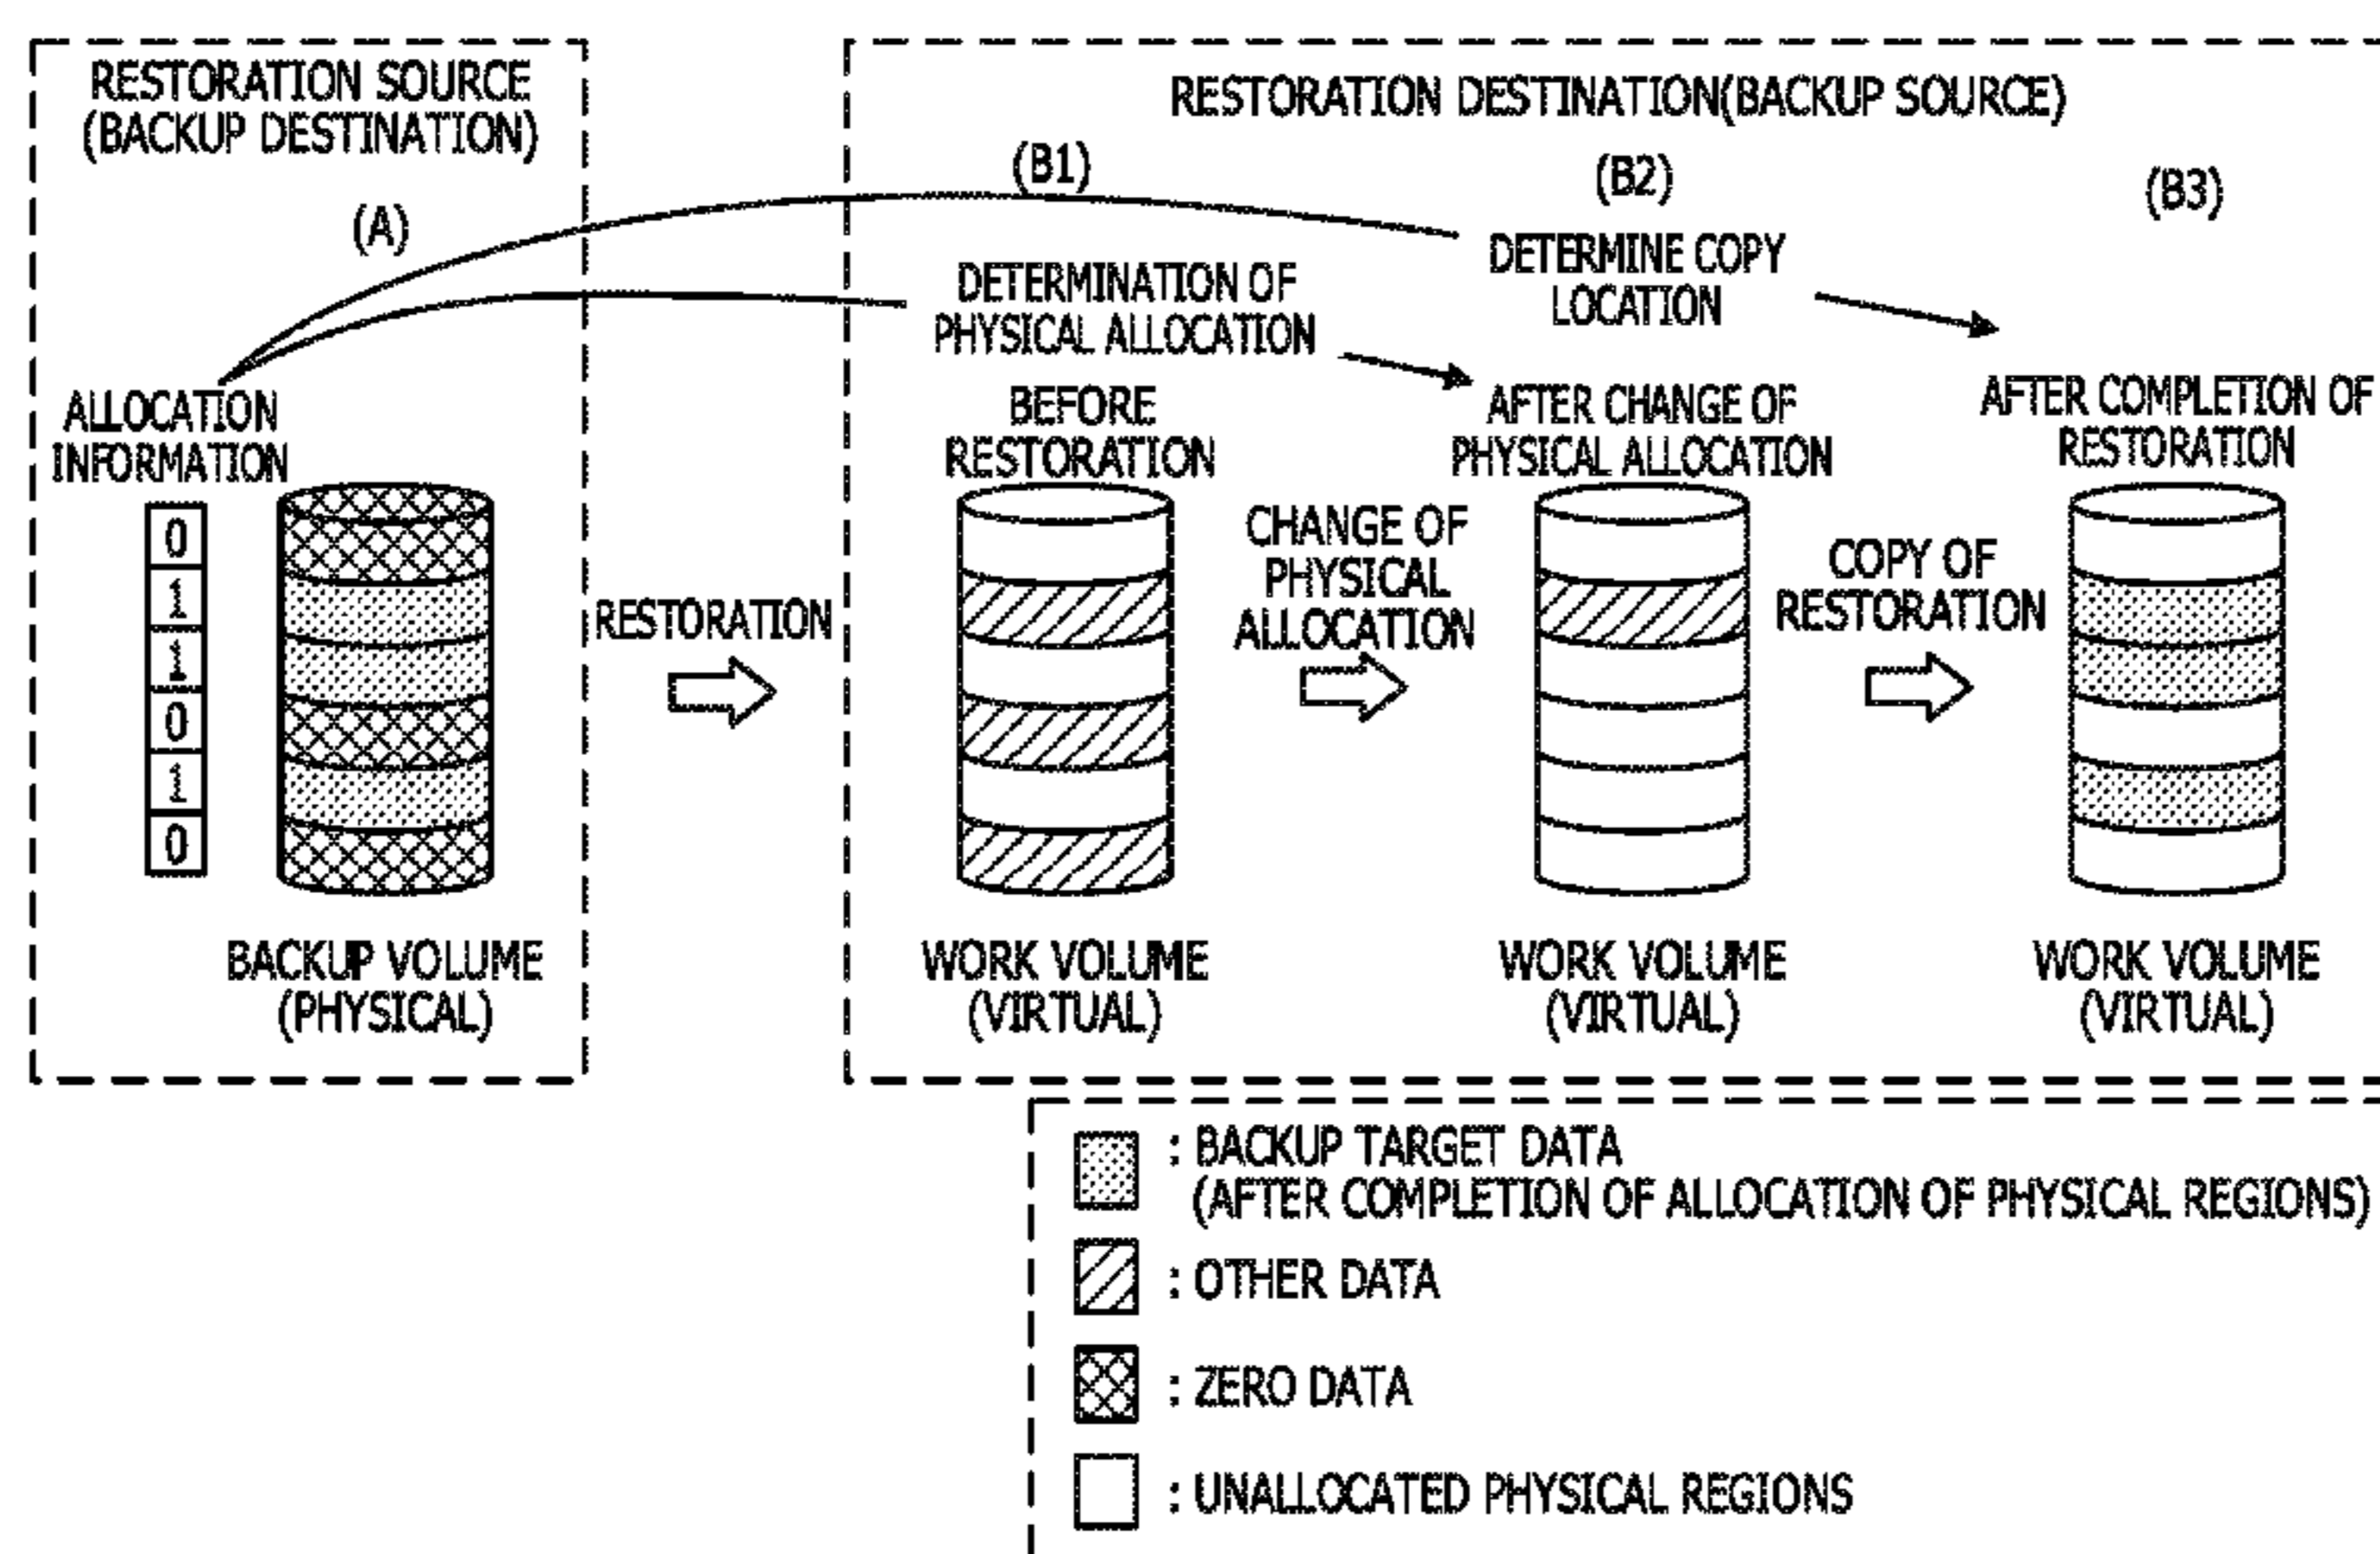 RESTORATION SOURCE
(BACKUP DESTINATION)
(A)
ALLOCATION
INFORMATION
0
1
1
0
1
0
BACKUP VOLUME
(PHYSICAL)
RESTORATION
RESTORATION DESTINATION(BACKUP SOURCE)
(B1)
DETERMINATION OF
PHYSICAL ALLOCATION
BEFORE
RESTORATION
WORK VOLUME
(VIRTUAL)
CHANGE OF
PHYSICAL
ALLOCATION
(B2)
DETERMINE COPY
LOCATION
AFTER CHANGE OF
PHYSICAL ALLOCATION
WORK VOLUME
(VIRTUAL)
COPY OF
RESTORATION
(B3)
AFTER COMPLETION OF
RESTORATION
WORK VOLUME
(VIRTUAL)
: BACKUP TARGET DATA
(AFTER COMPLETION OF ALLOCATION OF PHYSICAL REGIONS)
: OTHER DATA
: ZERO DATA
: UNALLOCATED PHYSICAL REGIONS